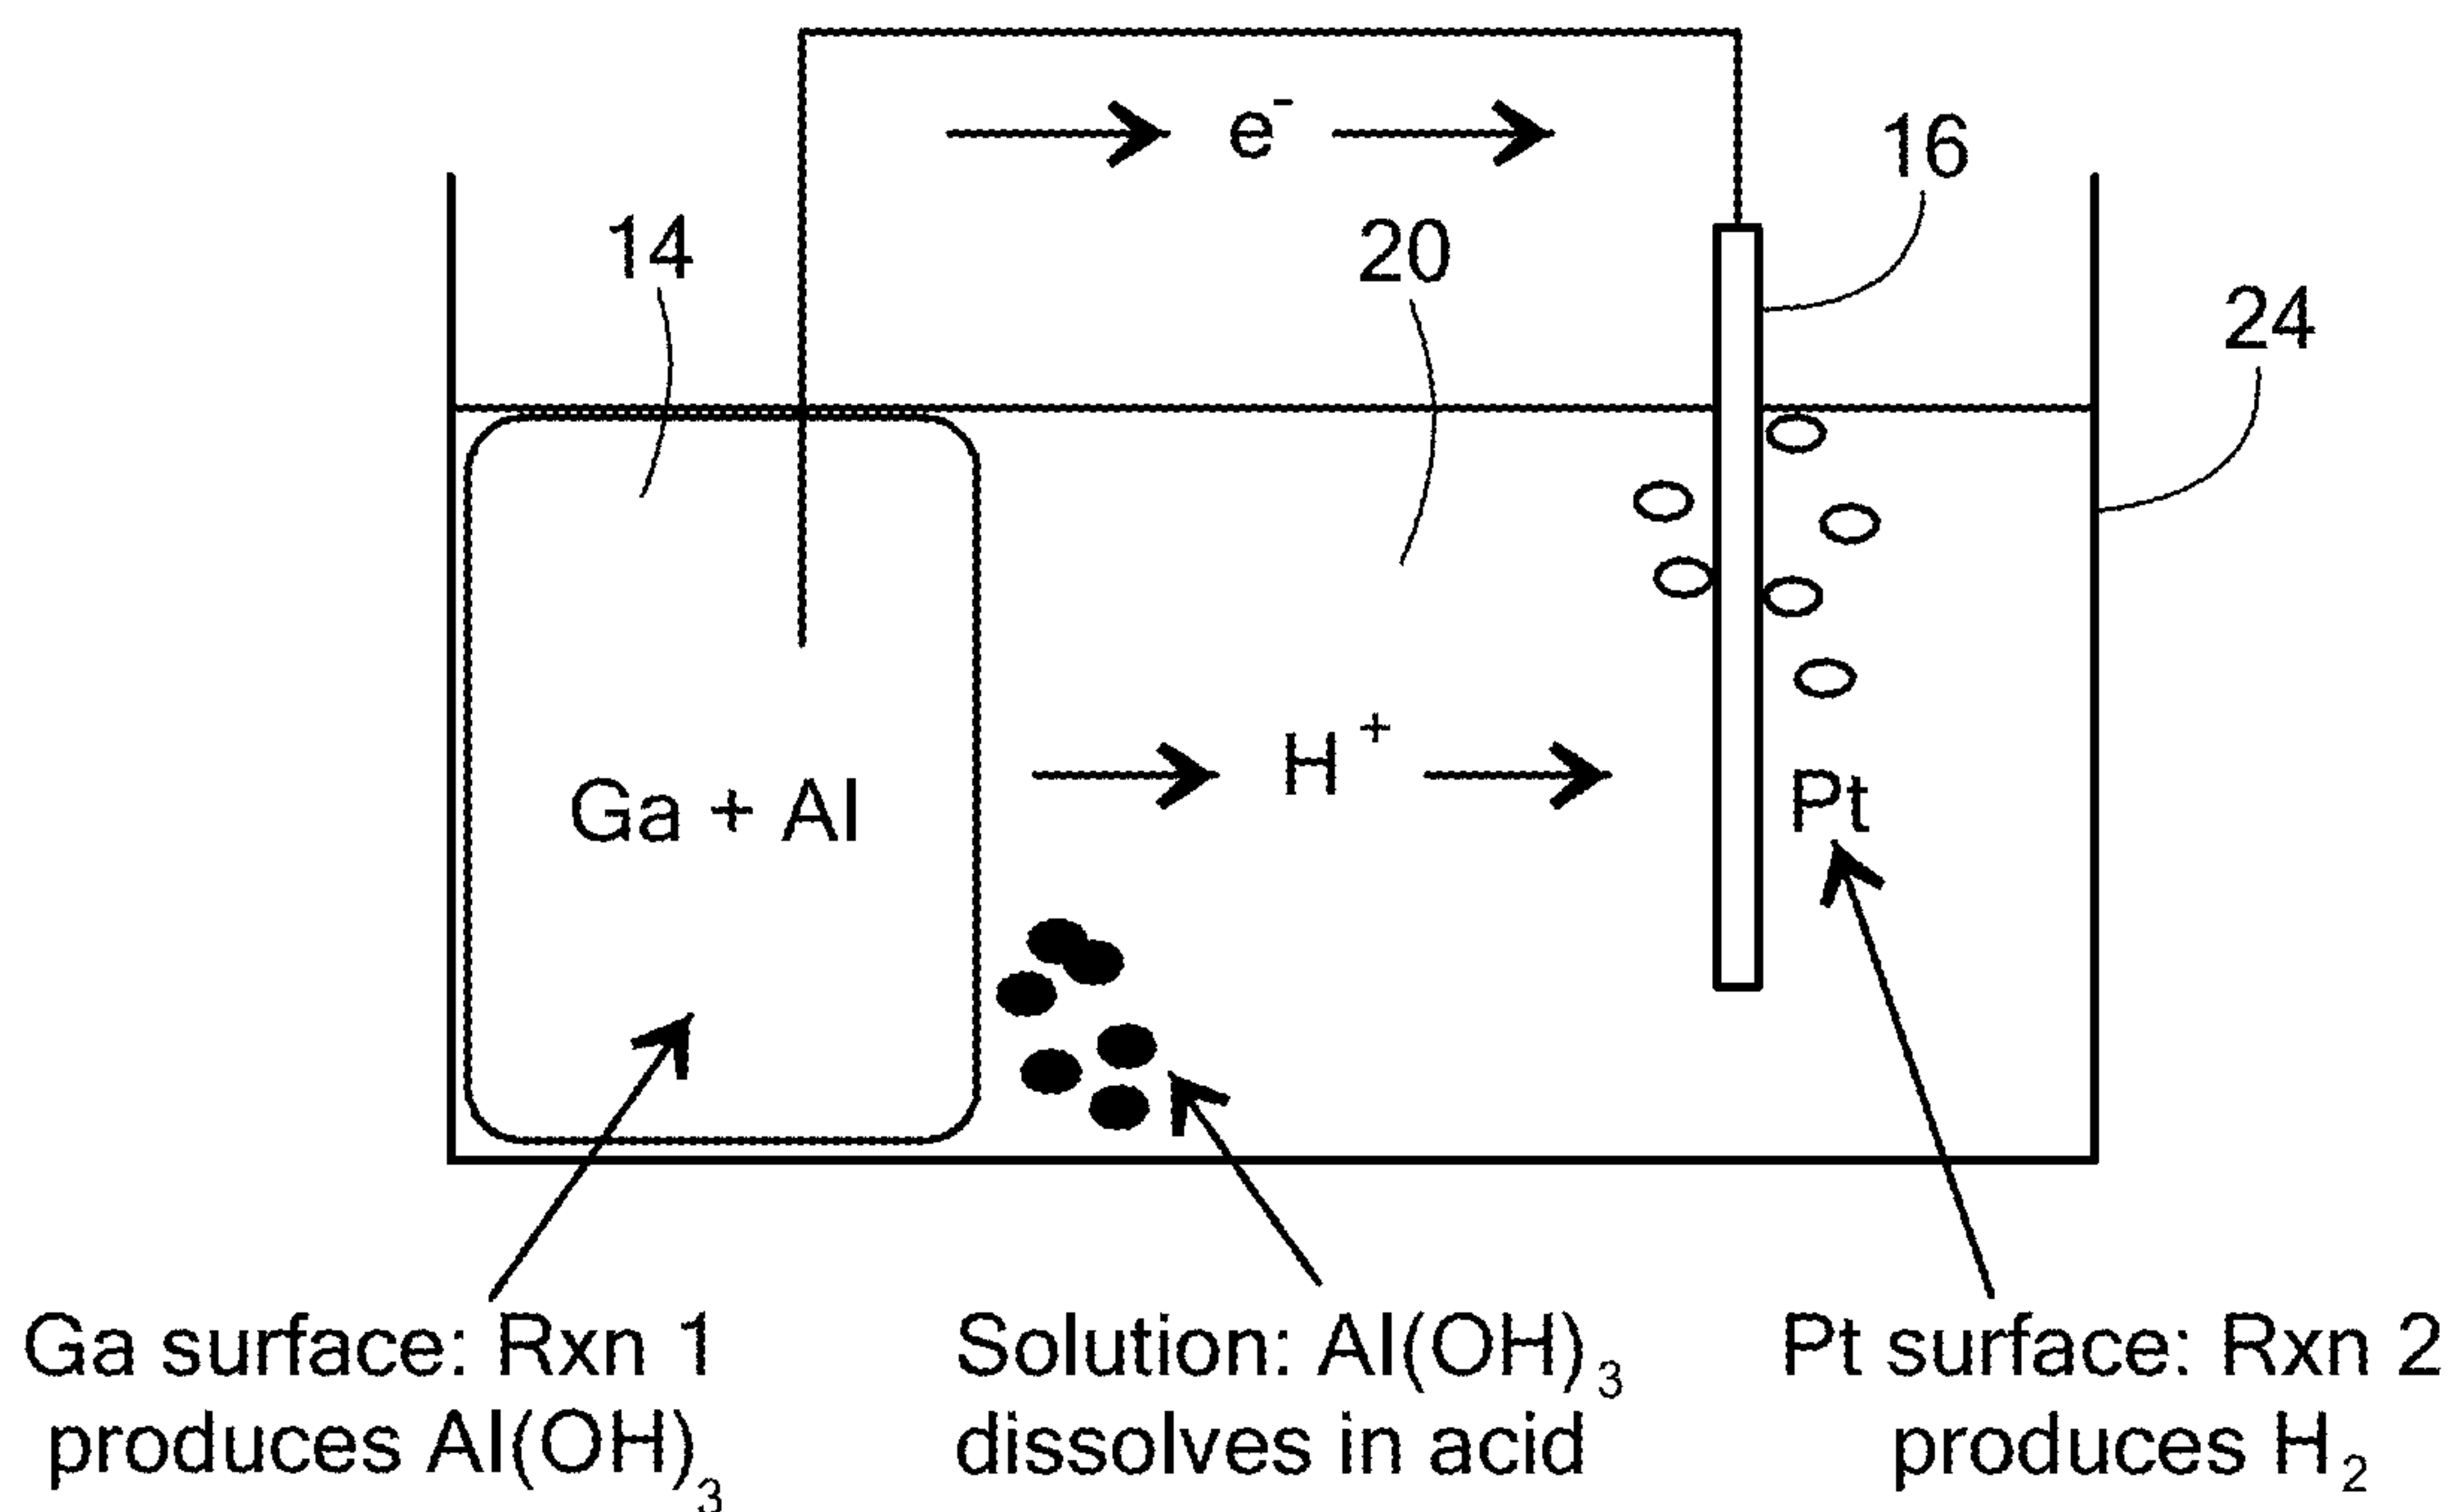 e⁻
16
14
20
24
H⁺
Ga + Al
Pt
Ga surface: Rxn 1
produces Al(OH)₃
Solution: Al(OH)₃
dissolves in acid
Pt surface: Rxn 2
produces H₂